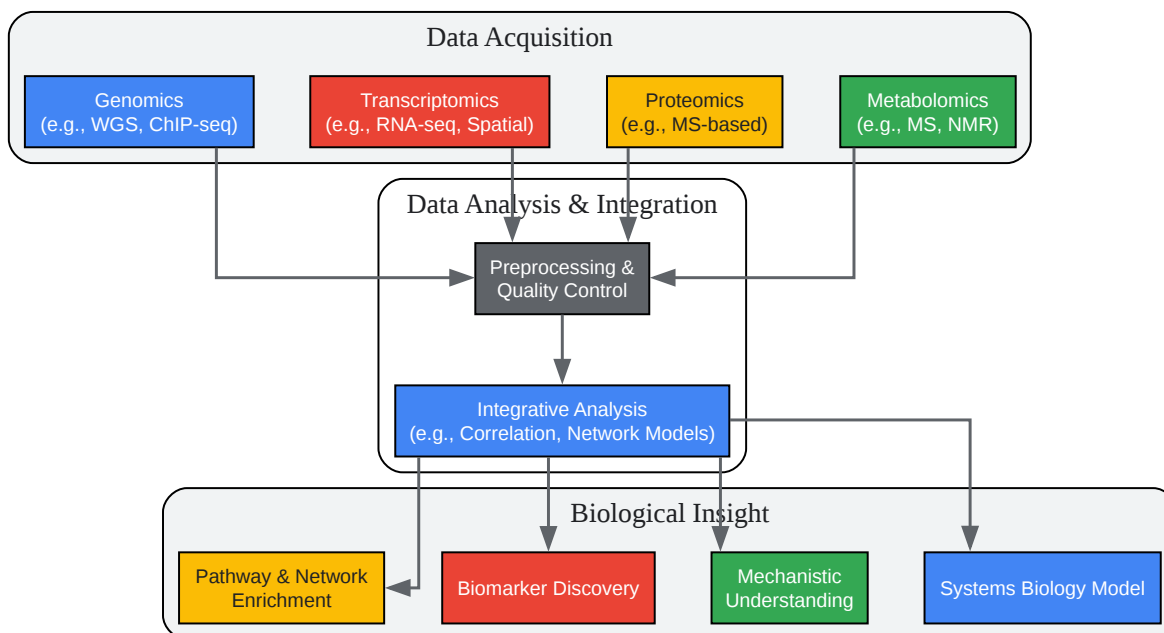 Data Acquisition
Genomics
(e.g., WGS, ChIP-seq)
Transcriptomics
(e.g., RNA-seq, Spatial)
Proteomics
(e.g., MS-based)
Metabolomics
(e.g., MS, NMR)
Data Analysis & Integration
Preprocessing &
Quality Control
Integrative Analysis
(e.g., Correlation, Network Models)
Biological Insight
Pathway & Network
Enrichment
Biomarker Discovery
Mechanistic
Understanding
Systems Biology Model